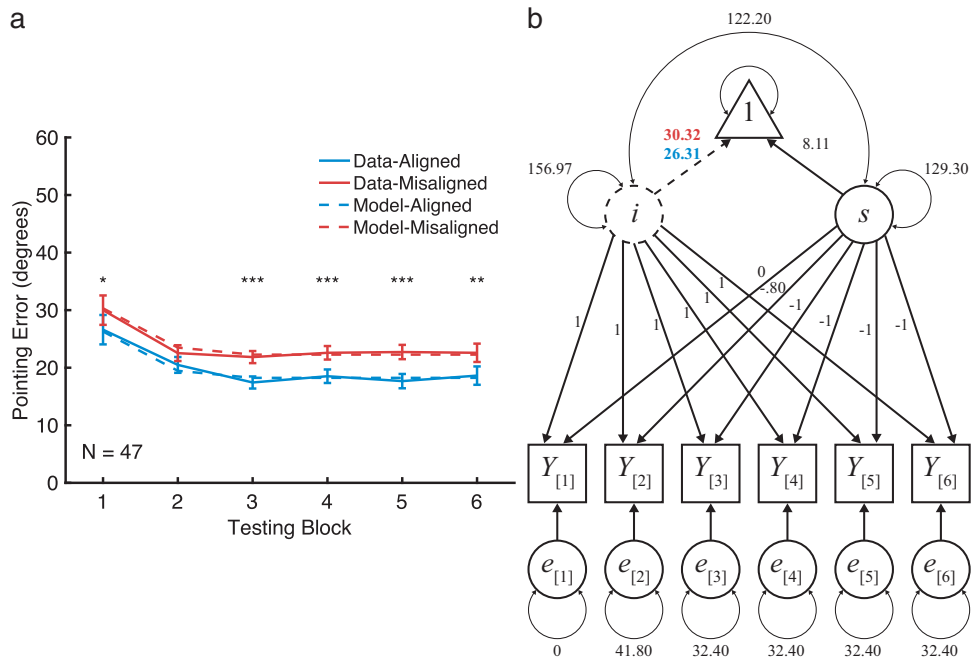 a
60
50
40
30
20
10
0
Pointing Error (degrees)
Data-Aligned
Data-Misaligned
Model-Aligned
Model-Misaligned
* *** *** *** **
N = 47
1 2 3 4 5 6
Testing Block
b
122.20
1
30.32
26.31
8.11
156.97
129.30
i
s
0
-.80
1 1 1 1 1 1
-1 -1 -1 -1
Y[1] Y[2] Y[3] Y[4] Y[5] Y[6]
e[1] e[2] e[3] e[4] e[5] e[6]
0 41.80 32.40 32.40 32.40 32.40